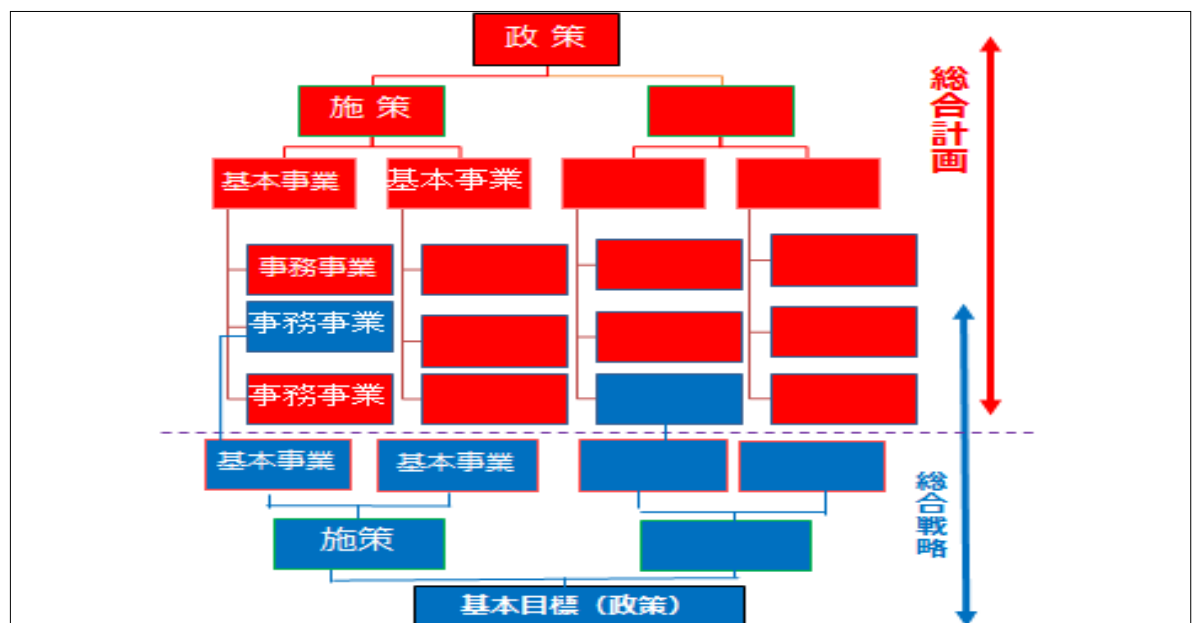 政 策
総合計画
施 策
基本事業
基本事業
事務事業
事務事業
事務事業
基本事業
基本事業
総合戦略
施策
基本目標（政策）